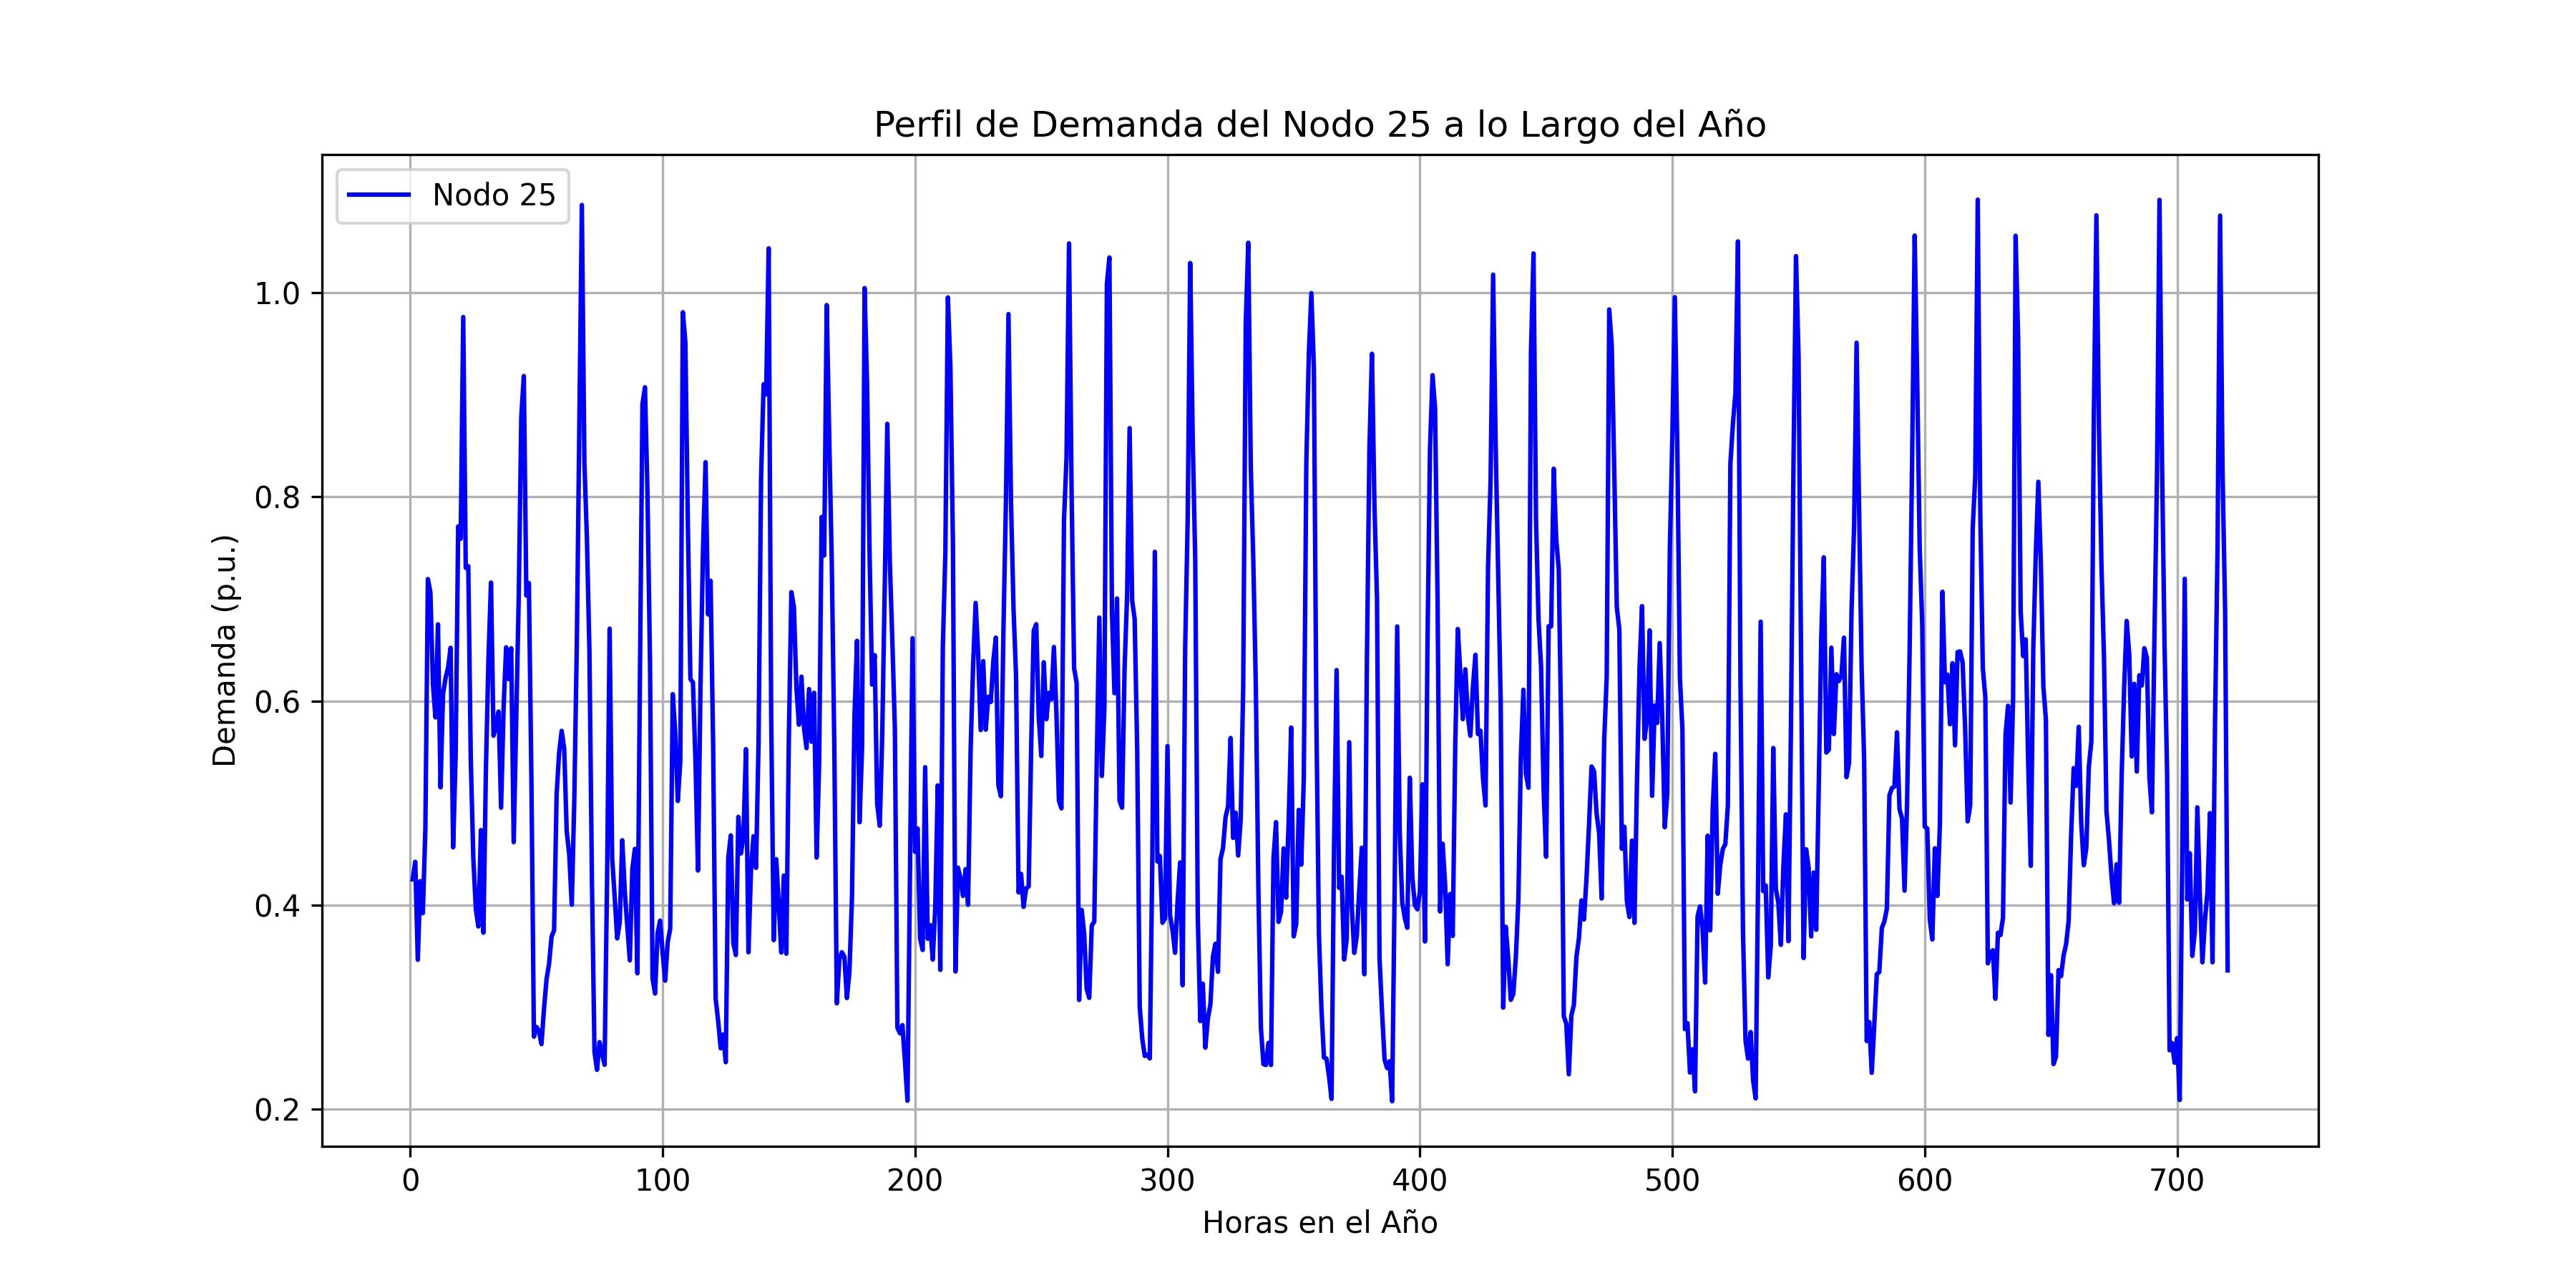 Perfil de Demanda del Nodo 25 a lo Largo del Año
Nodo 25
1.0
0.8
0.6
0.4
0.2
Demanda (p.u.)
0 100 200 300 400 500 600 700
Horas en el Año